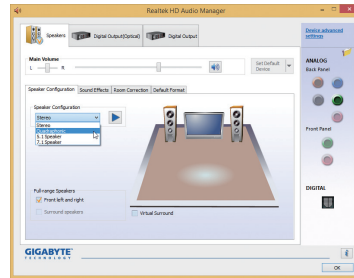 Realtek HD Audio Manager
Speakers
Digital Output(Optical)
Digital Output
Device advanced settings
Main Volume
L
R
Set Default
Device
ANALOG
Back Panel
Speaker Configuration
Sound Effects
Room Correction
Default Format
Speaker Configuration
Stereo
Stereo
Quadraphonic
5.1 Speaker
7.1 Speaker
Front Panel
Full-range Speakers
Front left and right
Surround speakers
Virtual Surround
DIGITAL
GIGABYTE™
TECHNOLOGY
i
OK